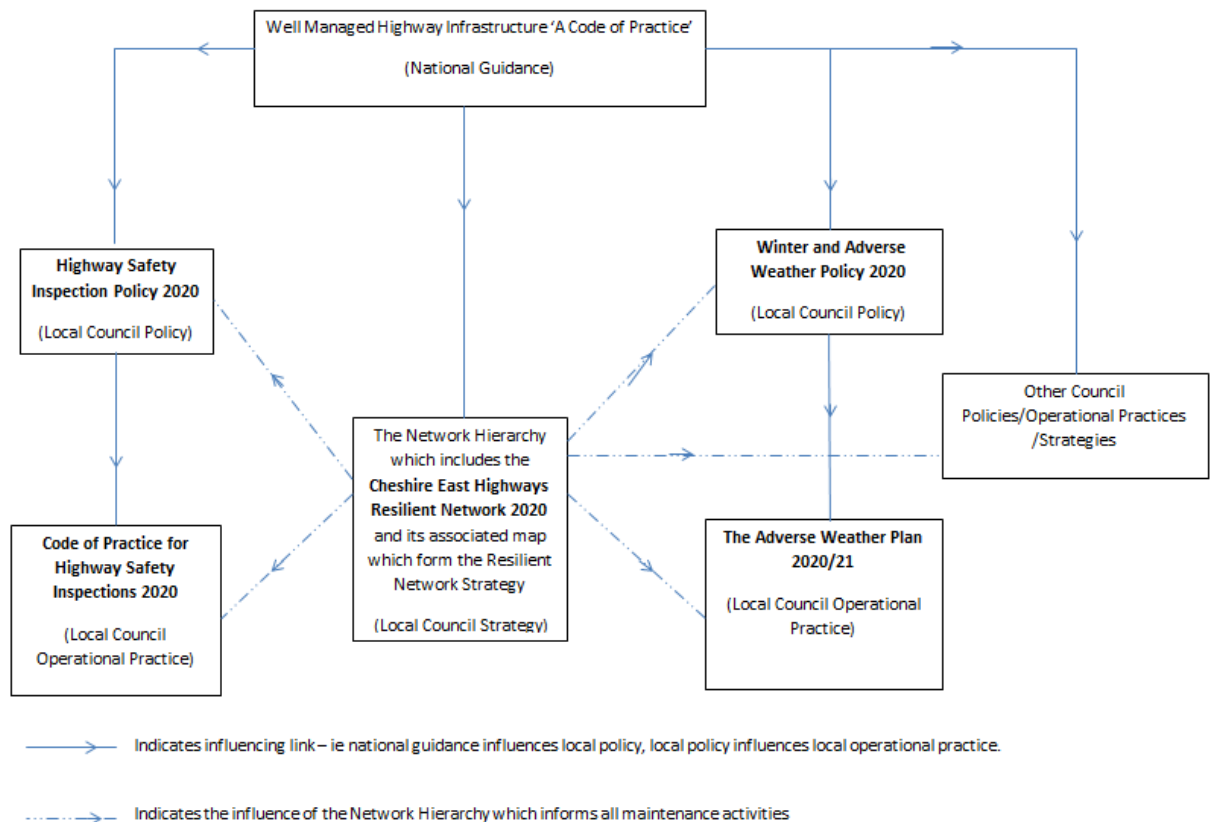 Well Managed Highway Infrastructure ‘A Code of Practice’
(National Guidance)
Highway Safety
Inspection Policy 2020
(Local Council Policy)
Winter and Adverse
Weather Policy 2020
(Local Council Policy)
Other Council
Policies/Operational Practices
/Strategies
The Network Hierarchy
which includes the
Cheshire East Highways
Resilient Network 2020
and its associated map
which form the Resilient
Network Strategy
(Local Council Strategy)
Code of Practice for
Highway Safety
Inspections 2020
(Local Council
Operational Practice)
The Adverse Weather Plan
2020/21
(Local Council Operational
Practice)
Indicates influencing link – ie national guidance influences local policy, local policy influences local operational practice.
Indicates the influence of the Network Hierarchy which informs all maintenance activities